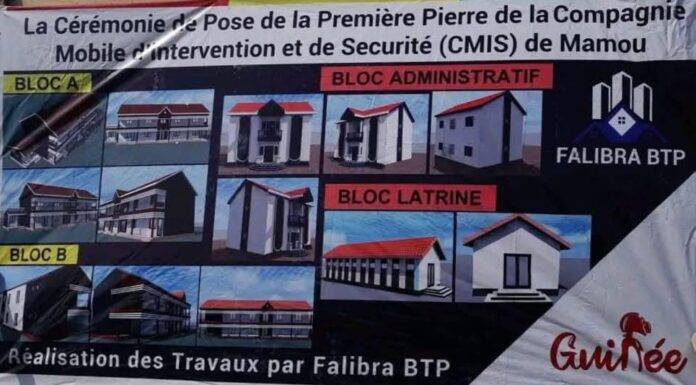 La Cérémonie de Pose de la Première Pierre de la Compagnie
Mobile d'intervention et de Securité (CMIS) de Mamou
BLOC A
BLOC ADMINISTRATIF
FALIBRA BTP
BLOC LATRINE
BLOC B
Réalisation des Travaux par Falibra BTP
Guinée